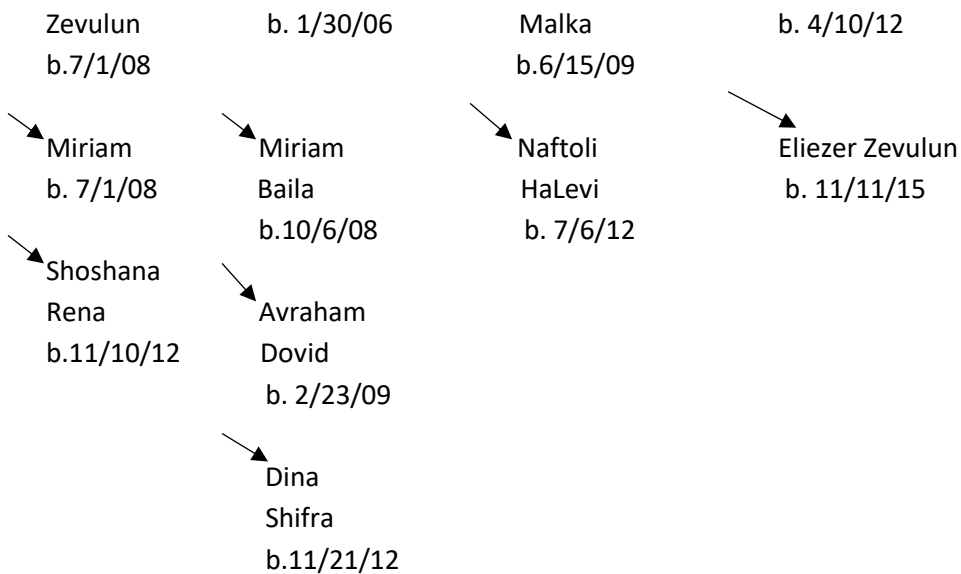 Zevulun b. 1/30/06 Malka b. 4/10/12
b.7/1/08 b.6/15/09
Miriam Miriam Naftoli Eliezer Zevulun
b. 7/1/08 Baila HaLevi b. 11/11/15
b.10/6/08 b. 7/6/12
Shoshana
Rena Avraham
b.11/10/12 Dovid
b. 2/23/09
Dina
Shifra
b.11/21/12